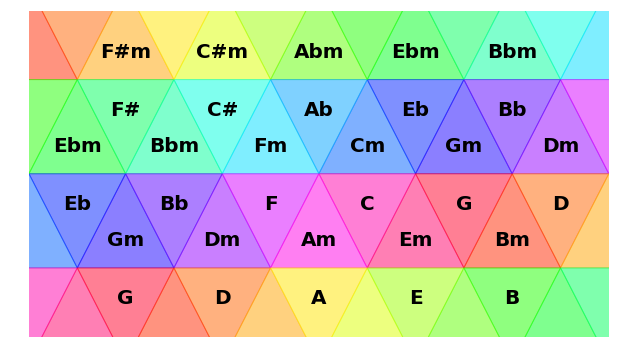 F#m C#m Abm Ebm Bbm
F# C# Ab Eb Bb
Ebm Bbm Fm Cm Gm Dm
Eb Bb F C G D
Gm Dm Am Em Bm
G D A E B